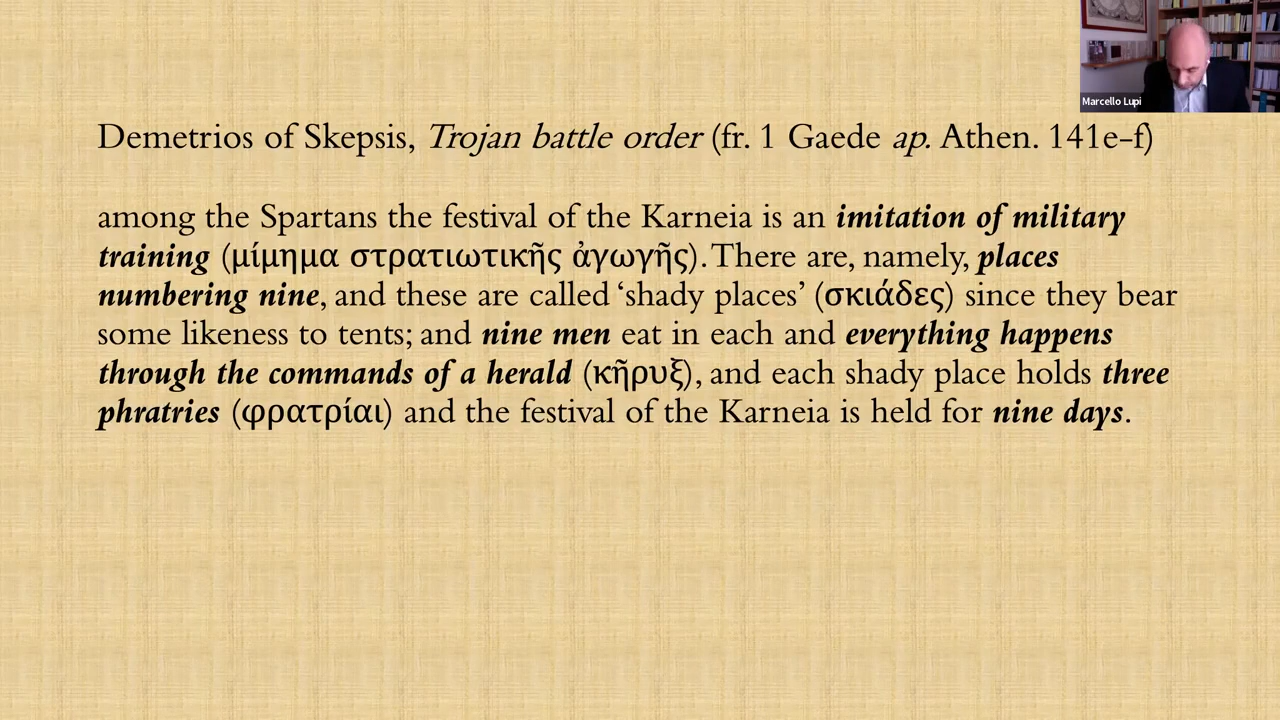 Marcello Lupi
Demetrios of Skepsis, Trojan battle order (fr. 1 Gaede ap. Athen. 141e-f)
among the Spartans the festival of the Karneia is an imitation of military
training (μίμημα στρατιωτικῆς ἀγωγῆς). There are, namely, places
numbering nine, and these are called ‘shady places’ (σκιάδες) since they bear
some likeness to tents; and nine men eat in each and everything happens
through the commands of a herald (κῆρυξ), and each shady place holds three
phratries (φρατρίαι) and the festival of the Karneia is held for nine days.